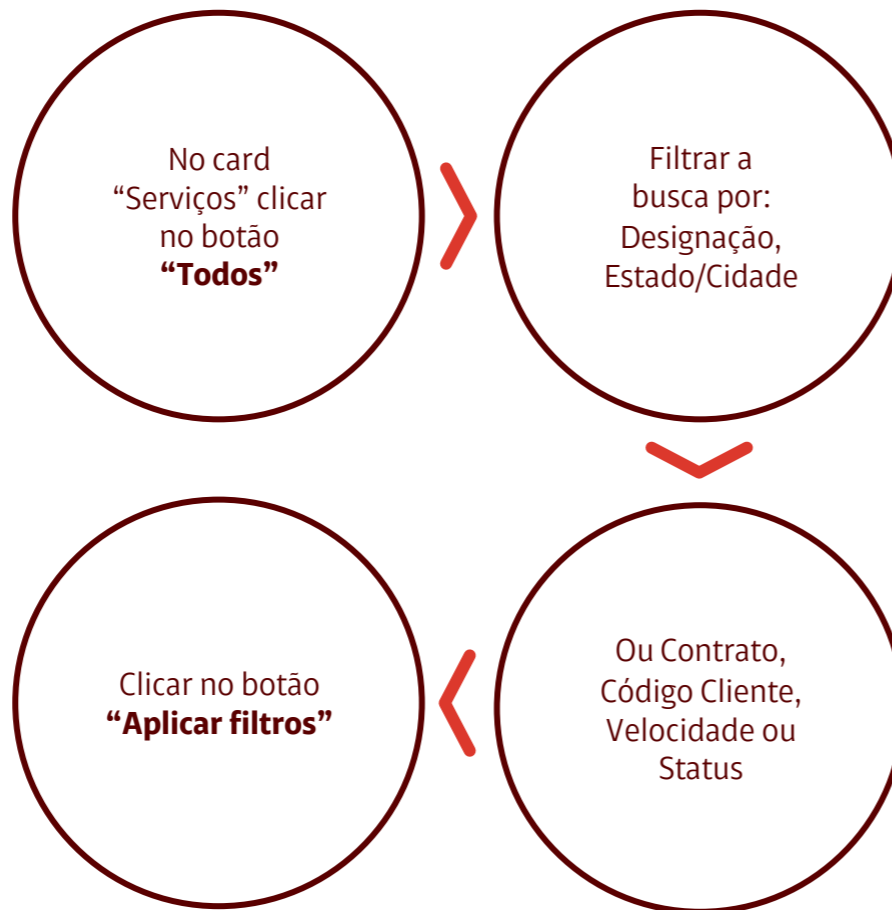 No card
“Serviços” clicar
no botão
“Todos”
Filtrar a
busca por:
Designação,
Estado/Cidade
Ou Contrato,
Código Cliente,
Velocidade ou
Status
Clicar no botão
“Aplicar filtros”